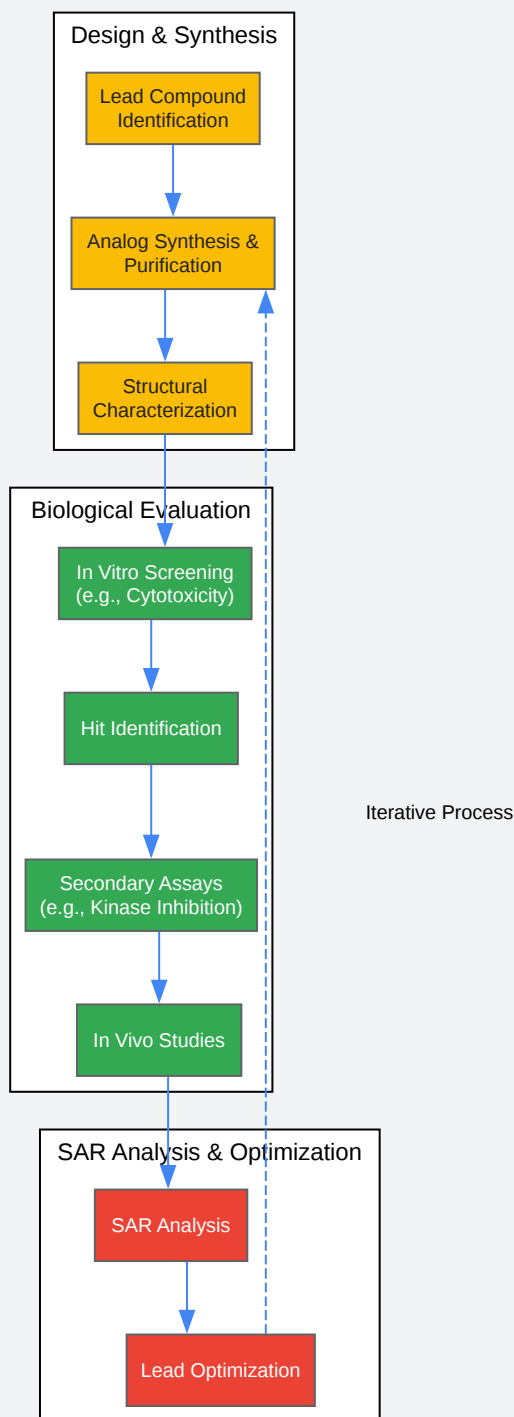 Design & Synthesis
Lead Compound
Identification
Analog Synthesis &
Purification
Structural
Characterization
Biological Evaluation
In Vitro Screening
(e.g., Cytotoxicity)
Hit Identification
Iterative Process
Secondary Assays
(e.g., Kinase Inhibition)
In Vivo Studies
SAR Analysis & Optimization
SAR Analysis
Lead Optimization